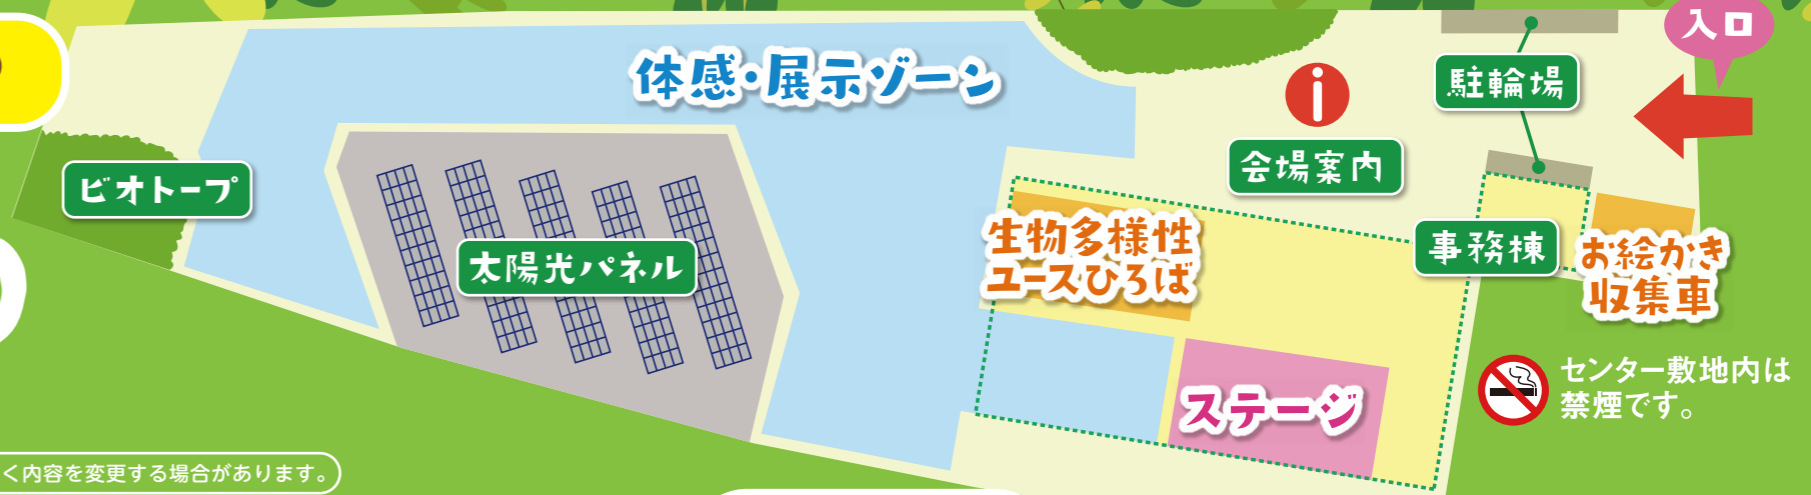 入口
体感・展示ゾーン
駐輪場
会場案内
ビオトープ
太陽光パネル
生物多様性
ユースひろば
事務棟
お絵かき
収集車
ステージ
センター敷地内は
禁煙です。
く内容を変更する場合があります。